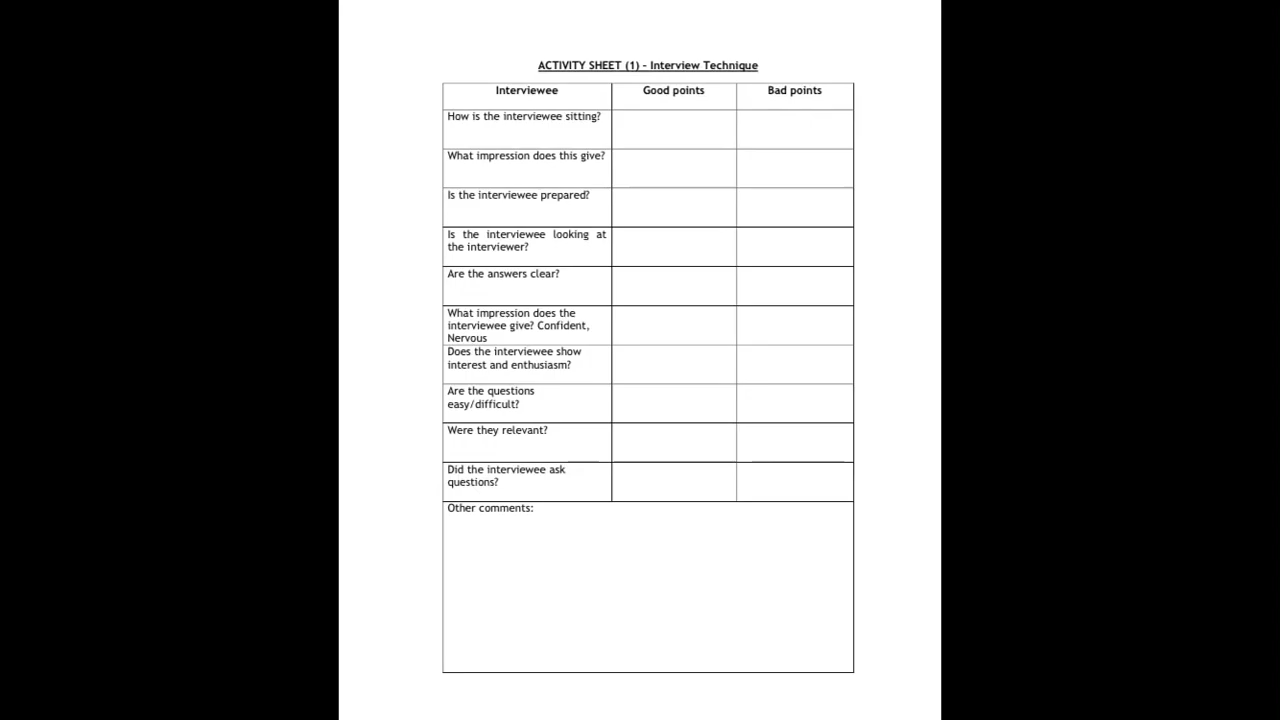 ACTIVITY SHEET (1) - Interview Technique
Interviewee Good points Bad points
How is the interviewee sitting?
What impression does this give?
Is the interviewee prepared?
Is the interviewee looking at
the interviewer?
Are the answers clear?
What impression does the
interviewee give? Confident,
Nervous
Does the interviewee show
interest and enthusiasm?
Are the questions
easy/difficult?
Were they relevant?
Did the interviewee ask
questions?
Other comments: